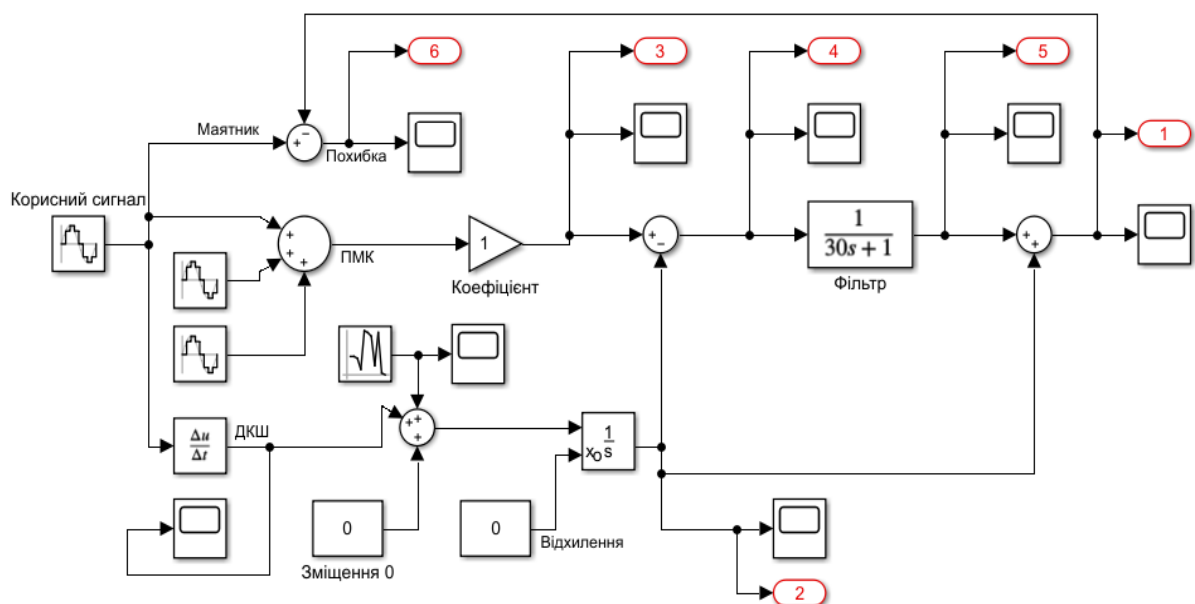 6
3
4
5
Маятник
−
+
Похибка
1
Корисний сигнал
+
+
+
ПМК
1
Коефіцієнт
+
−
1
30s + 1
Фільтр
+
+
Δu
Δt
ДКШ
+
+
+
x₀
1
s
0
Зміщення 0
0
Відхилення
2